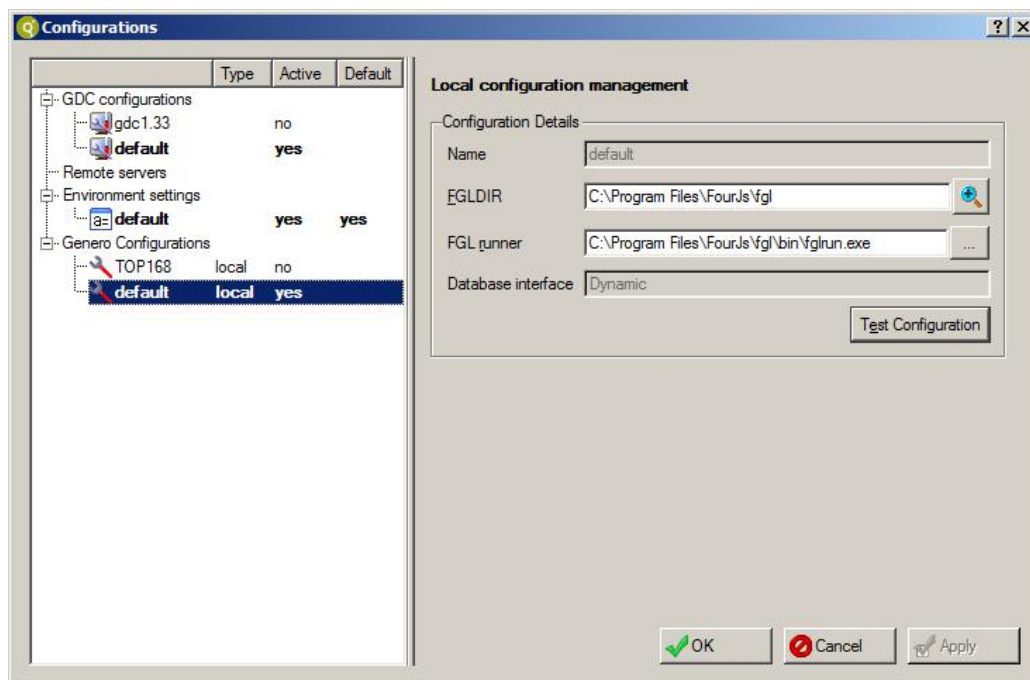 Configurations
Type Active Default
GDC configurations
gdc1.33 no
default yes
Remote servers
Environment settings
default yes yes
Genero Configurations
TOP168 local no
default local yes
Local configuration management
Configuration Details
Name default
FGLDIR C:\Program Files\FourJs\fgl
FGL runner C:\Program Files\FourJs\fgl\bin\fglrun.exe ...
Database interface Dynamic
Test Configuration
OK Cancel Apply